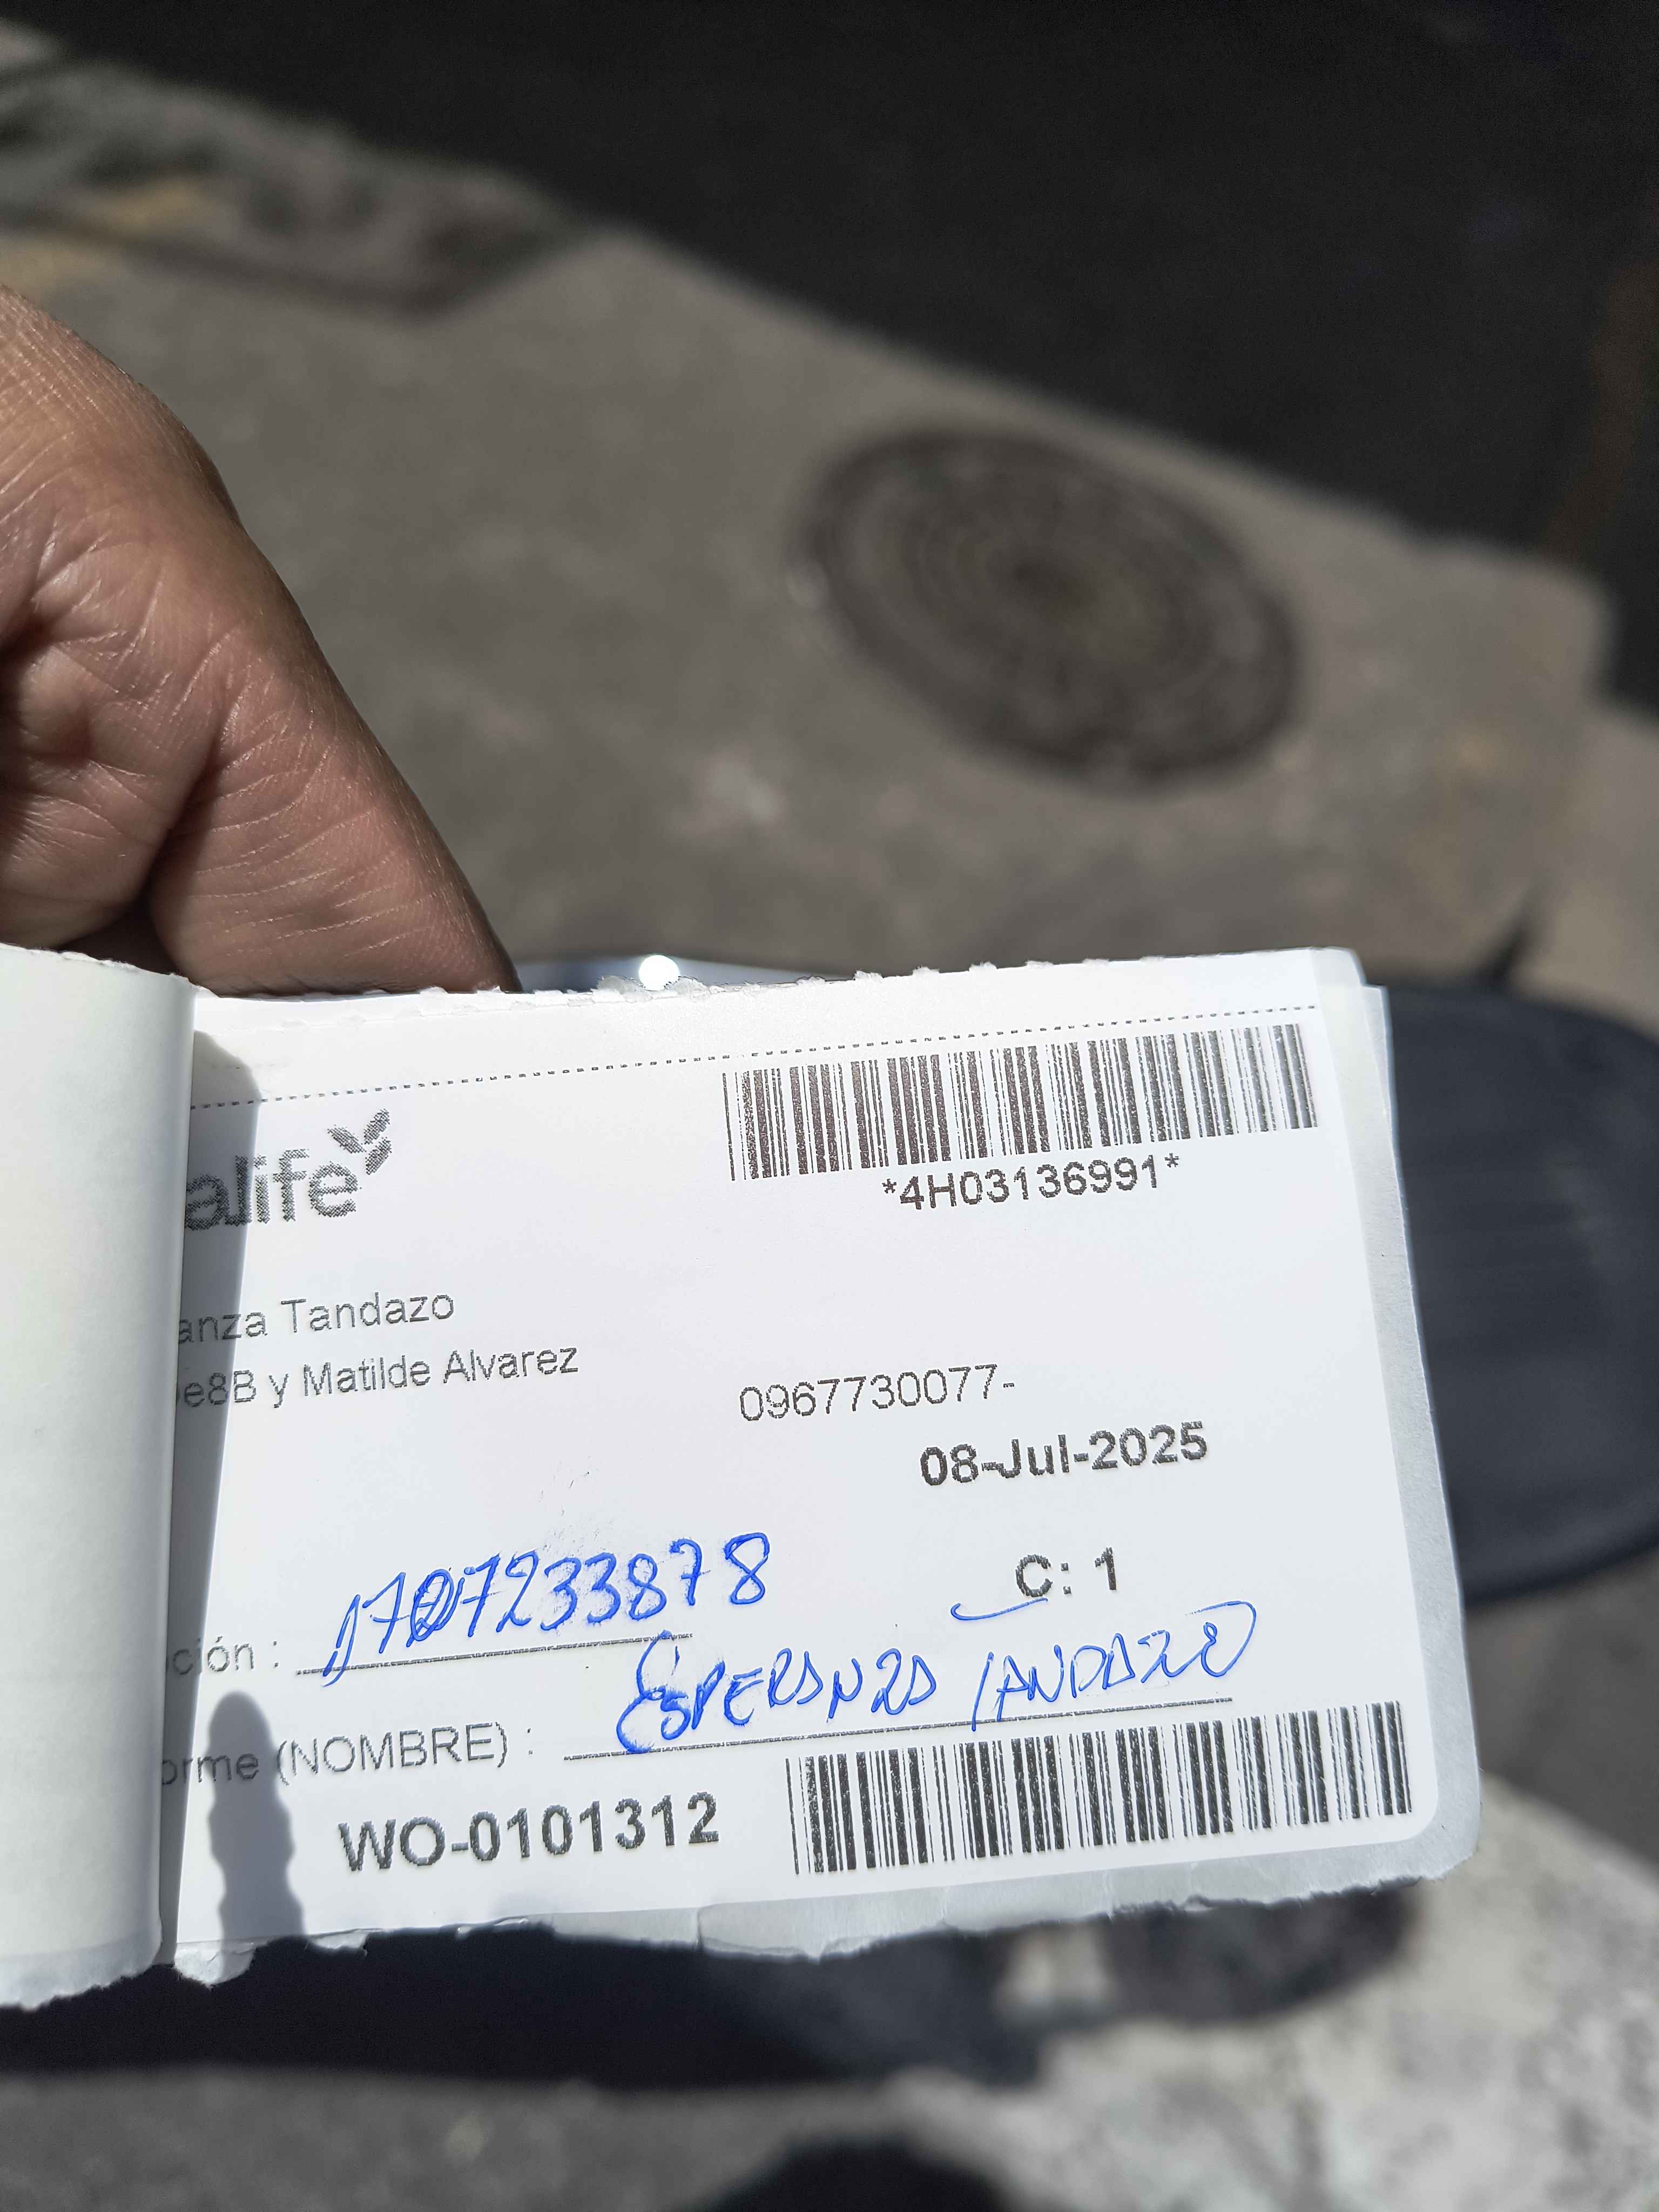 *4H03136991*
alife
anza Tandazo
e8B y Matilde Alvarez
0967730077-
08-Jul-2025
C: 1
ción : 1707233878
orme (NOMBRE) : ESPERANZA TANDAZO
WO-0101312